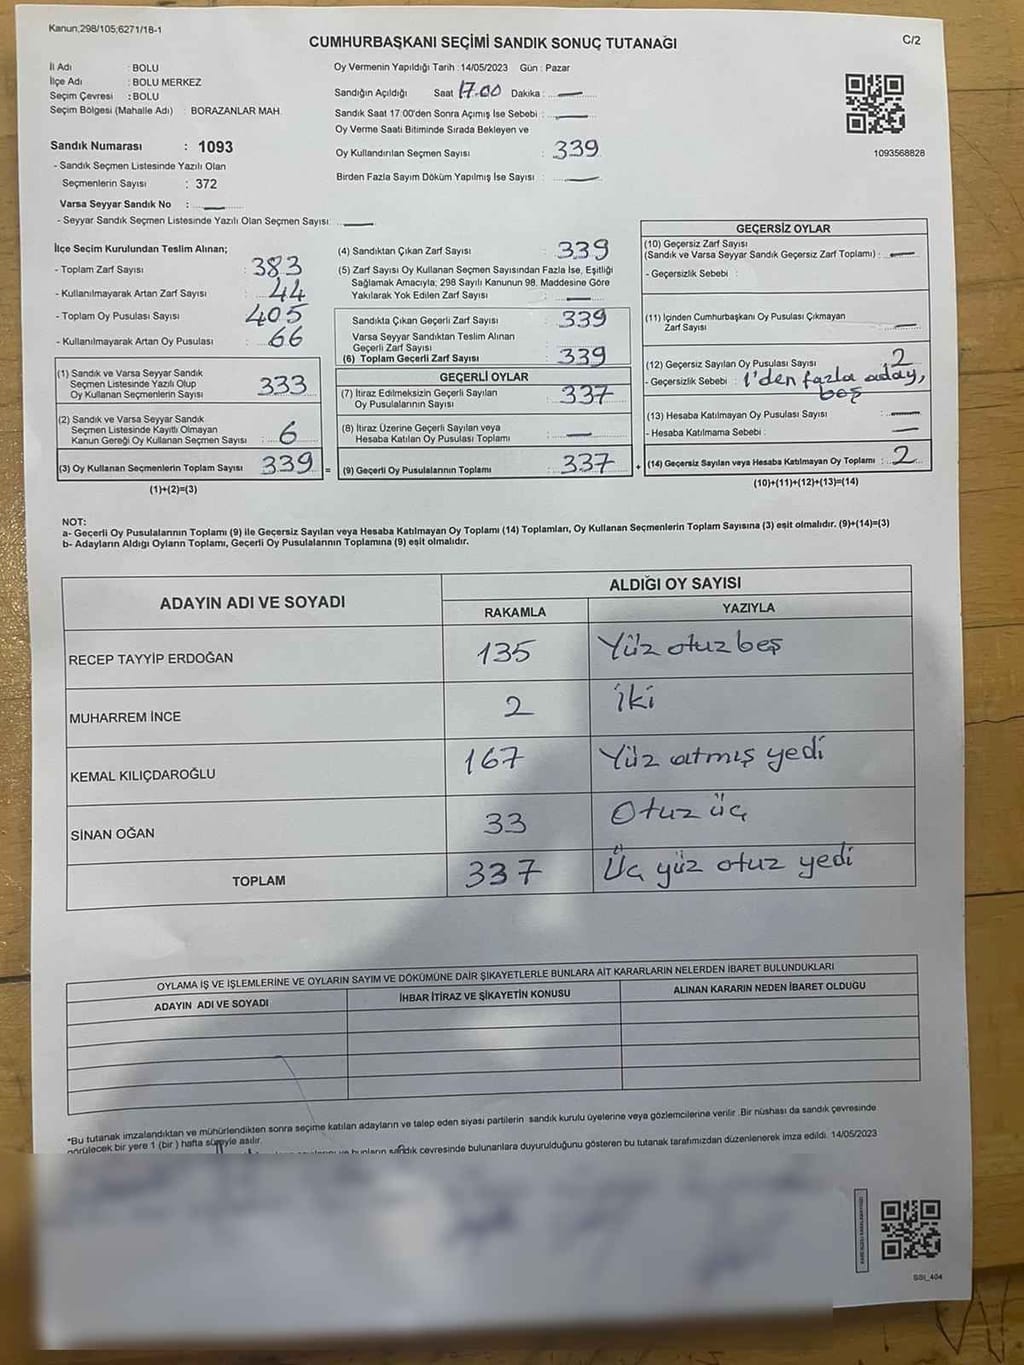 Kanun;298/105;6271/18-1
CUMHURBAŞKANI SEÇİMİ SANDIK SONUÇ TUTANAĞI
C/2
İl Adı : BOLU
İlçe Adı : BOLU MERKEZ
Seçim Çevresi : BOLU
Seçim Bölgesi (Mahalle Adı) : BORAZANLAR MAH.
Sandık Numarası : 1093
- Sandık Seçmen Listesinde Yazılı Olan
Seçmenlerin Sayısı : 372
Varsa Seyyar Sandık No : —
- Seyyar Sandık Seçmen Listesinde Yazılı Olan Seçmen Sayısı: —
Oy Vermenin Yapıldığı Tarih : 14/05/2023 Gün : Pazar
Sandığın Açıldığı Saat 17.00 Dakika : —
Sandık Saat 17:00'den Sonra Açımış İse Sebebi : —
Oy Verme Saati Bitiminde Sırada Bekleyen ve
Oy Kullandırılan Seçmen Sayısı : 339
Birden Fazla Sayım Döküm Yapılmış İse Sayısı : —
1093568828
İlçe Seçim Kurulundan Teslim Alınan;
- Toplam Zarf Sayısı : 383
- Kullanılmayarak Artan Zarf Sayısı : 44
- Toplam Oy Pusulası Sayısı : 405
- Kullanılmayarak Artan Oy Pusulası : 66
(1) Sandık ve Varsa Seyyar Sandık
Seçmen Listesinde Yazılı Olup
Oy Kullanan Seçmenlerin Sayısı : 333
(2) Sandık ve Varsa Seyyar Sandık
Seçmen Listesinde Kayıtlı Olmayan
Kanun Gereği Oy Kullanan Seçmen Sayısı : 6
(3) Oy Kullanan Seçmenlerin Toplam Sayısı : 339 =
(1)+(2)=(3)
(4) Sandıktan Çıkan Zarf Sayısı : 339
(5) Zarf Sayısı Oy Kullanan Seçmen Sayısından Fazla İse, Eşitliği
Sağlamak Amacıyla; 298 Sayılı Kanunun 98. Maddesine Göre
Yakılarak Yok Edilen Zarf Sayısı : —
Sandıkta Çıkan Geçerli Zarf Sayısı : 339
Varsa Seyyar Sandıktan Teslim Alınan
Geçerli Zarf Sayısı : —
(6) Toplam Geçerli Zarf Sayısı : 339
GEÇERLİ OYLAR
(7) İtiraz Edilmeksizin Geçerli Sayılan
Oy Pusulalarının Sayısı : 337
(8) İtiraz Üzerine Geçerli Sayılan veya
Hesaba Katılan Oy Pusulası Toplamı : —
(9) Geçerli Oy Pusulalarının Toplamı : 337 +
GEÇERSİZ OYLAR
(10) Geçersiz Zarf Sayısı
(Sandık ve Varsa Seyyar Sandık Geçersiz Zarf Toplamı) : —
- Geçersizlik Sebebi :
(11) İçinden Cumhurbaşkanı Oy Pusulası Çıkmayan
Zarf Sayısı : —
(12) Geçersiz Sayılan Oy Pusulası Sayısı : 2
- Geçersizlik Sebebi : 1'den fazla aday,
boş
(13) Hesaba Katılmayan Oy Pusulası Sayısı : —
- Hesaba Katılmama Sebebi : —
(14) Geçersiz Sayılan veya Hesaba Katılmayan Oy Toplamı : 2
(10)+(11)+(12)+(13)=(14)
NOT:
a- Geçerli Oy Pusulalarının Toplamı (9) ile Geçersiz Sayılan veya Hesaba Katılmayan Oy Toplamı (14) Toplamları, Oy Kullanan Seçmenlerin Toplam Sayısına (3) eşit olmalıdır. (9)+(14)=(3)
b- Adayların Aldığı Oyların Toplamı, Geçerli Oy Pusulalarının Toplamına (9) eşit olmalıdır.
ADAYIN ADI VE SOYADI
ALDIĞI OY SAYISI
RAKAMLA YAZIYLA
RECEP TAYYİP ERDOĞAN 135 Yüz otuz beş
MUHARREM İNCE 2 iki
KEMAL KILIÇDAROĞLU 167 Yüz atmış yedi
SİNAN OĞAN 33 Otuz üç
TOPLAM 337 Üç yüz otuz yedi
OYLAMA İŞ VE İŞLEMLERİNE VE OYLARIN SAYIM VE DÖKÜMÜNE DAİR ŞİKAYETLERLE BUNLARA AİT KARARLARIN NELERDEN İBARET BULUNDUKLARI
ADAYIN ADI VE SOYADI İHBAR İTİRAZ VE ŞİKAYETİN KONUSU ALINAN KARARIN NEDEN İBARET OLDUĞU
*Bu tutanak imzalandıktan ve mühürlendikten sonra seçime katılan adayların ve talep eden siyasi partilerin sandık kurulu üyelerine veya gözlemcilerine verilir .Bir nüshası da sandık çevresinde
görülecek bir yere 1 (bir ) hafta süreyle asılır.
ve bunların sandık çevresinde bulunanlara duyurulduğunu gösteren bu tutanak tarafımızdan düzenlenerek imza edildi. 14/05/2023
SSI_404